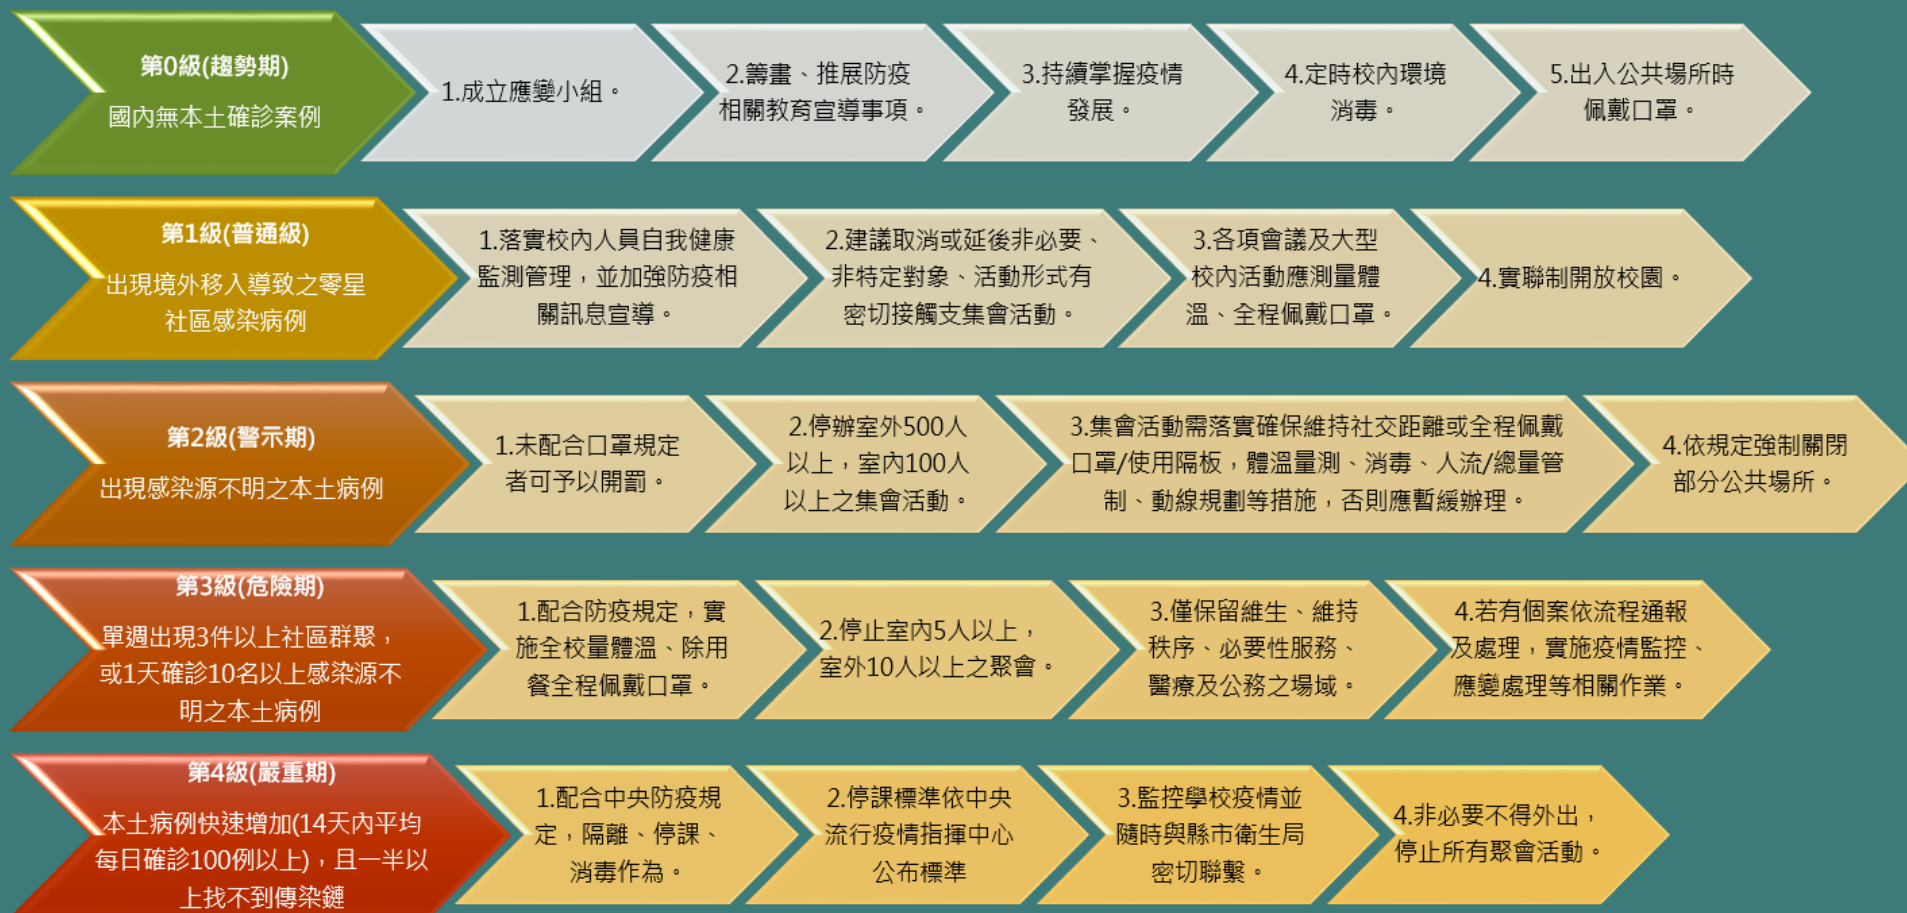 第0級(趨勢期)
國內無本土確診案例
1.成立應變小組。
2.籌畫、推展防疫
相關教育宣導事項。
3.持續掌握疫情
發展。
4.定時校內環境
消毒。
5.出入公共場所時
佩戴口罩。
第1級(普通級)
出現境外移入導致之零星
社區感染病例
1.落實校內人員自我健康
監測管理，並加強防疫相
關訊息宣導。
2.建議取消或延後非必要、
非特定對象、活動形式有
密切接觸支集會活動。
3.各項會議及大型
校內活動應測量體
溫、全程佩戴口罩。
4.實聯制開放校園。
第2級(警示期)
出現感染源不明之本土病例
1.未配合口罩規定
者可予以開罰。
2.停辦室外500人
以上，室內100人
以上之集會活動。
3.集會活動需落實確保維持社交距離或全程佩戴
口罩/使用隔板，體溫量測、消毒、人流/總量管
制、動線規劃等措施，否則應暫緩辦理。
4.依規定強制關閉
部分公共場所。
第3級(危險期)
單週出現3件以上社區群聚，
或1天確診10名以上感染源不
明之本土病例
1.配合防疫規定，實
施全校量體溫、除用
餐全程佩戴口罩。
2.停止室內5人以上，
室外10人以上之聚會。
3.僅保留維生、維持
秩序、必要性服務、
醫療及公務之場域。
4.若有個案依流程通報
及處理，實施疫情監控、
應變處理等相關作業。
第4級(嚴重期)
本土病例快速增加(14天內平均
每日確診100例以上)，且一半以
上找不到傳染鏈
1.配合中央防疫規
定，隔離、停課、
消毒作為。
2.停課標準依中央
流行疫情指揮中心
公布標準
3.監控學校疫情並
隨時與縣市衛生局
密切聯繫。
4.非必要不得外出，
停止所有聚會活動。